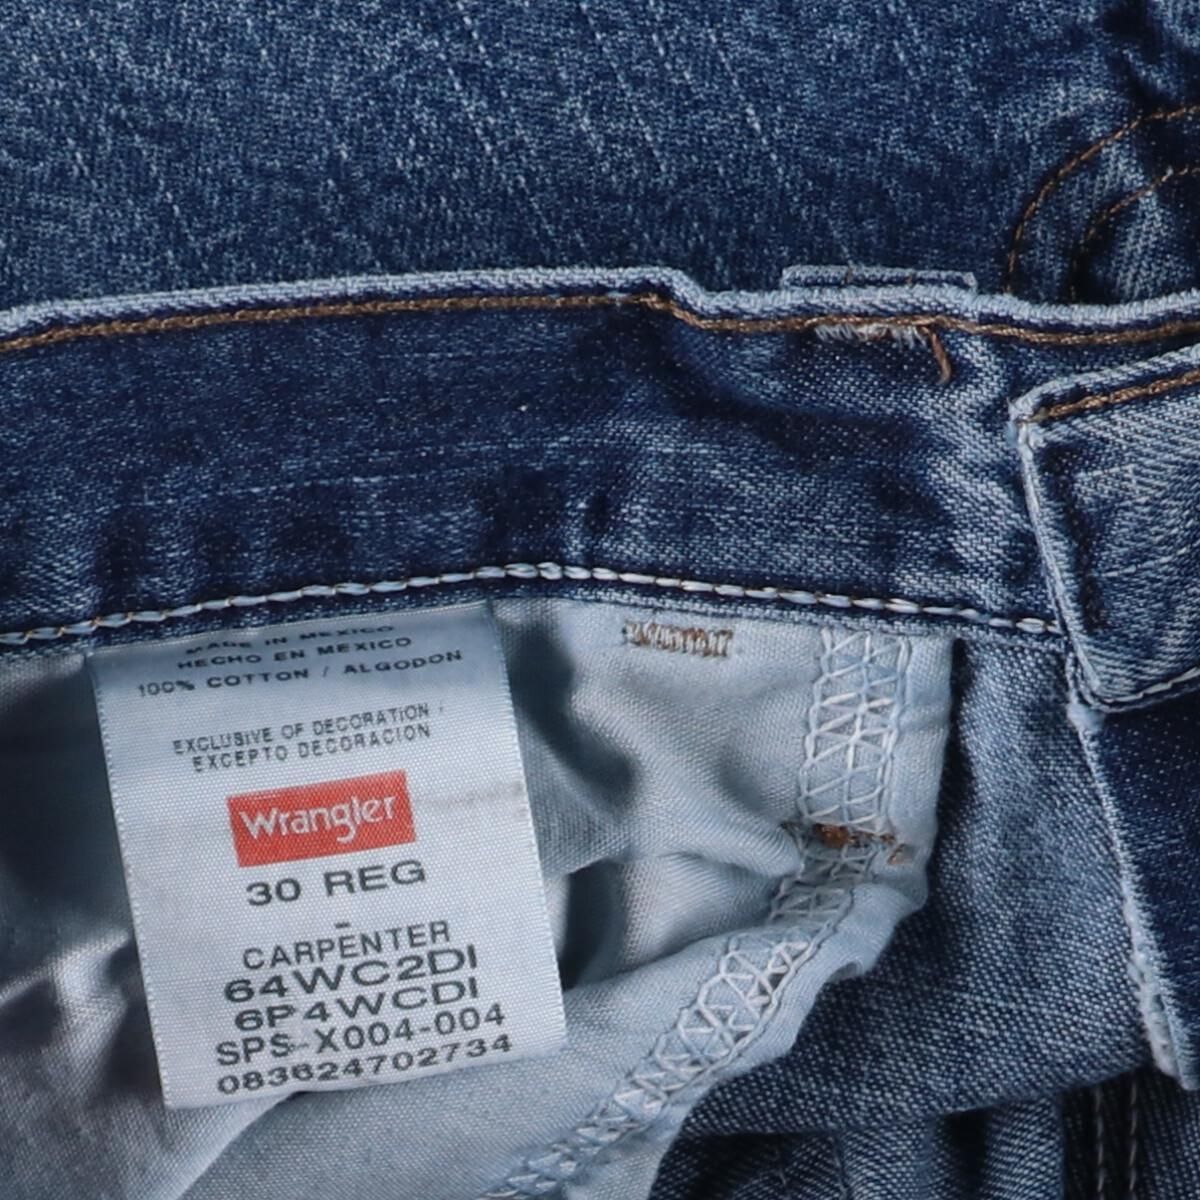 MADE IN MEXICO
HECHO EN MEXICO
100% COTTON / ALGODON
EXCLUSIVE OF DECORATION
EXCEPTO DECORACION
Wrangler
30 REG
-
CARPENTER
64WC2DI
6P4WCDI
SPS-X004-004
083624702734